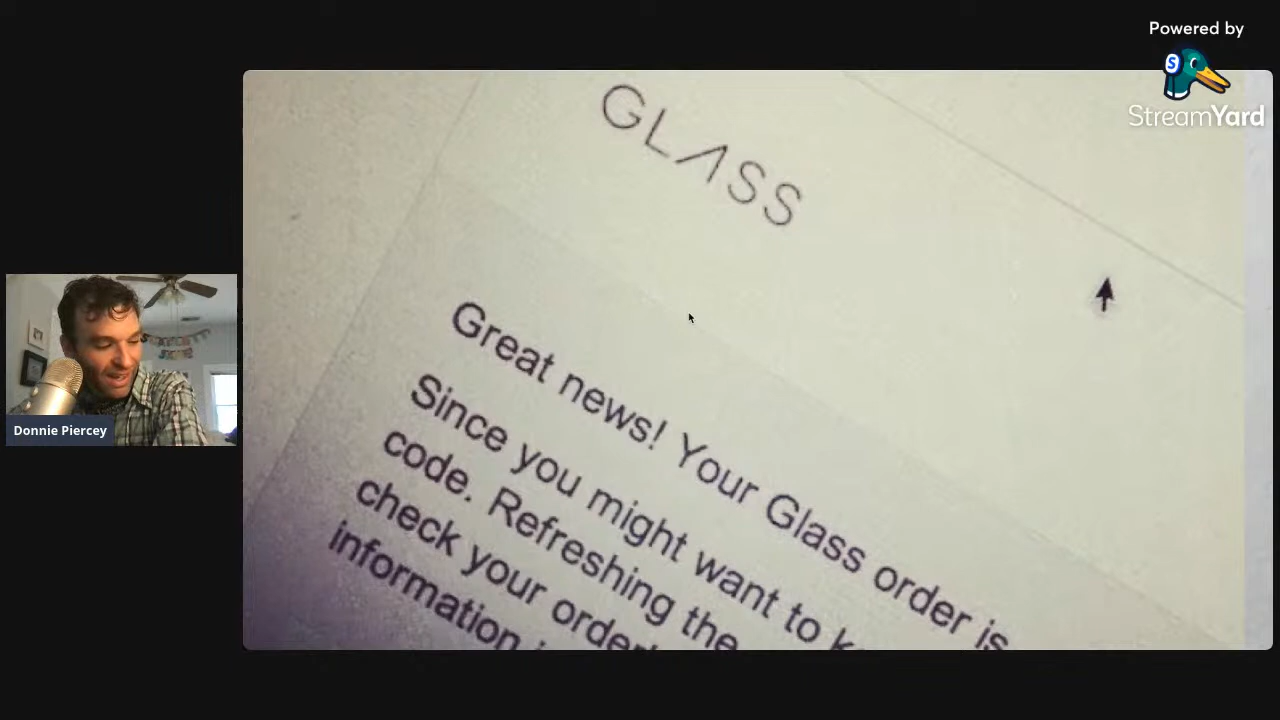 Powered by
StreamYard
GLASS
Great news! Your Glass order is
Since you might want to
code. Refreshing the
check your order
information
Donnie Piercey